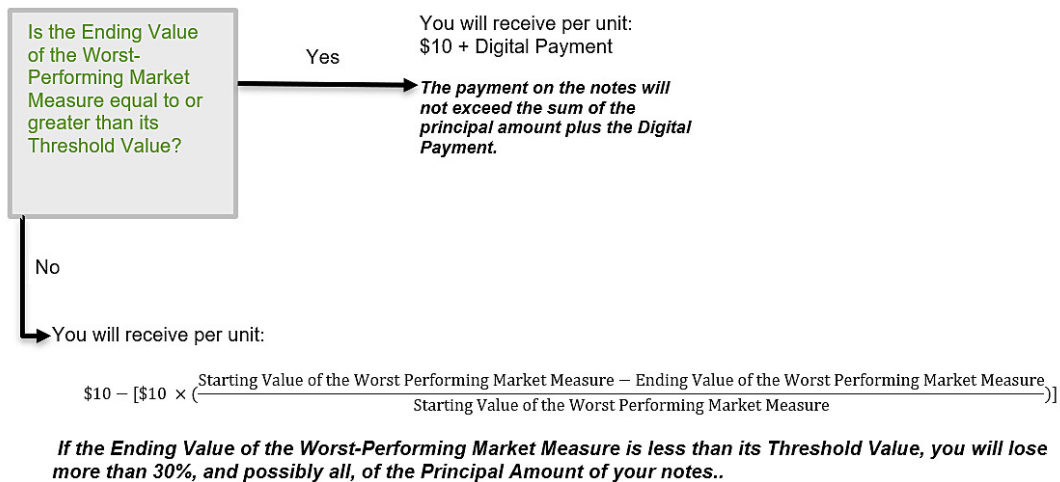 Is the Ending Value
of the Worst-
Performing Market
Measure equal to or
greater than its
Threshold Value?
Yes
You will receive per unit:
$10 + Digital Payment
The payment on the notes will
not exceed the sum of the
principal amount plus the Digital
Payment.
No
You will receive per unit:
$10 − [$10 × (Starting Value of the Worst Performing Market Measure − Ending Value of the Worst Performing Market Measure
Starting Value of the Worst Performing Market Measure)]
If the Ending Value of the Worst-Performing Market Measure is less than its Threshold Value, you will lose
more than 30%, and possibly all, of the Principal Amount of your notes..